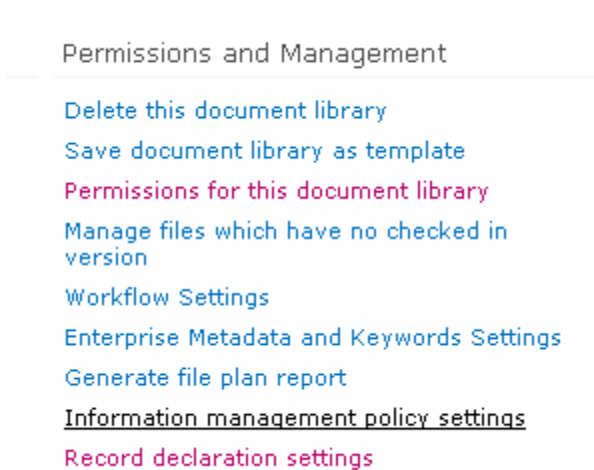 Permissions and Management
Delete this document library
Save document library as template
Permissions for this document library
Manage files which have no checked in
version
Workflow Settings
Enterprise Metadata and Keywords Settings
Generate file plan report
Information management policy settings
Record declaration settings